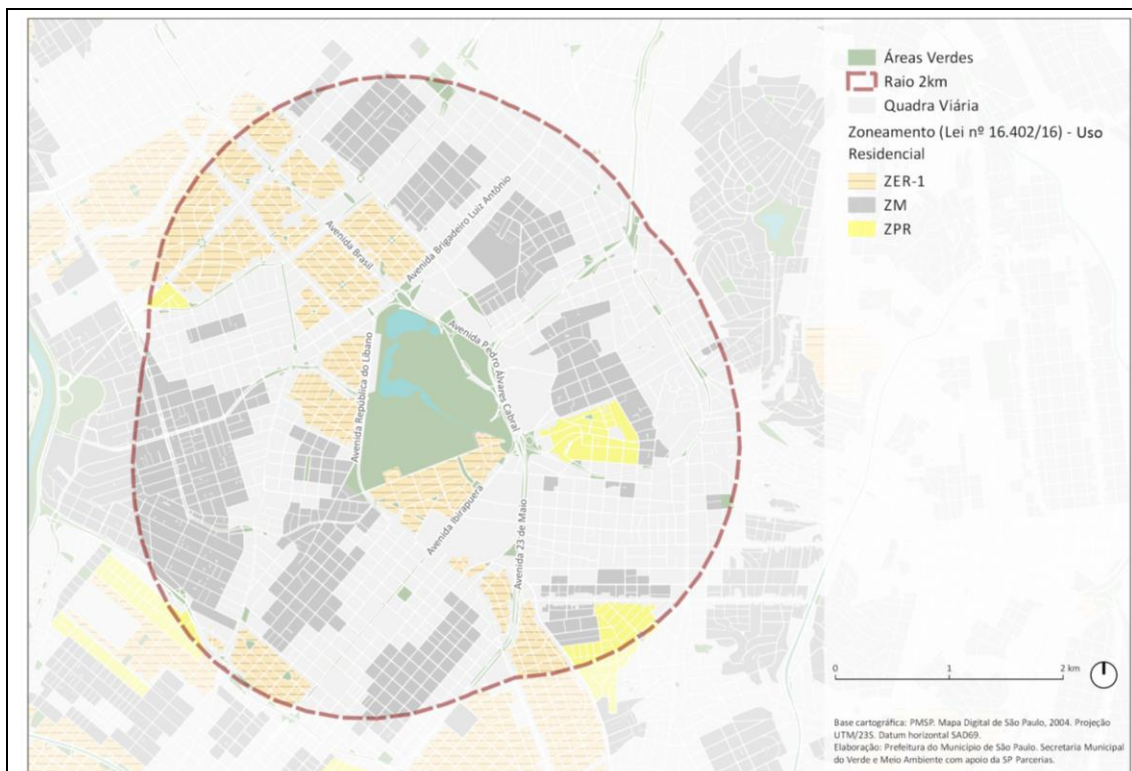 Áreas Verdes
Raio 2km
Quadra Viária
Zoneamento (Lei nº 16.402/16) - Uso
Residencial
ZER-1
ZM
ZPR
Avenida Brasil
Avenida Brigadeiro Luiz Antônio
Avenida Pedro Álvares Cabral
Avenida República do Líbano
Avenida Ibirapuera
Avenida 23 de Maio
0 1 2 km
Base cartográfica: PMSP. Mapa Digital de São Paulo, 2004. Projeção
UTM/23S. Datum horizontal SAD69.
Elaboração: Prefeitura do Município de São Paulo. Secretaria Municipal
do Verde e Meio Ambiente com apoio da SP Parcerias.